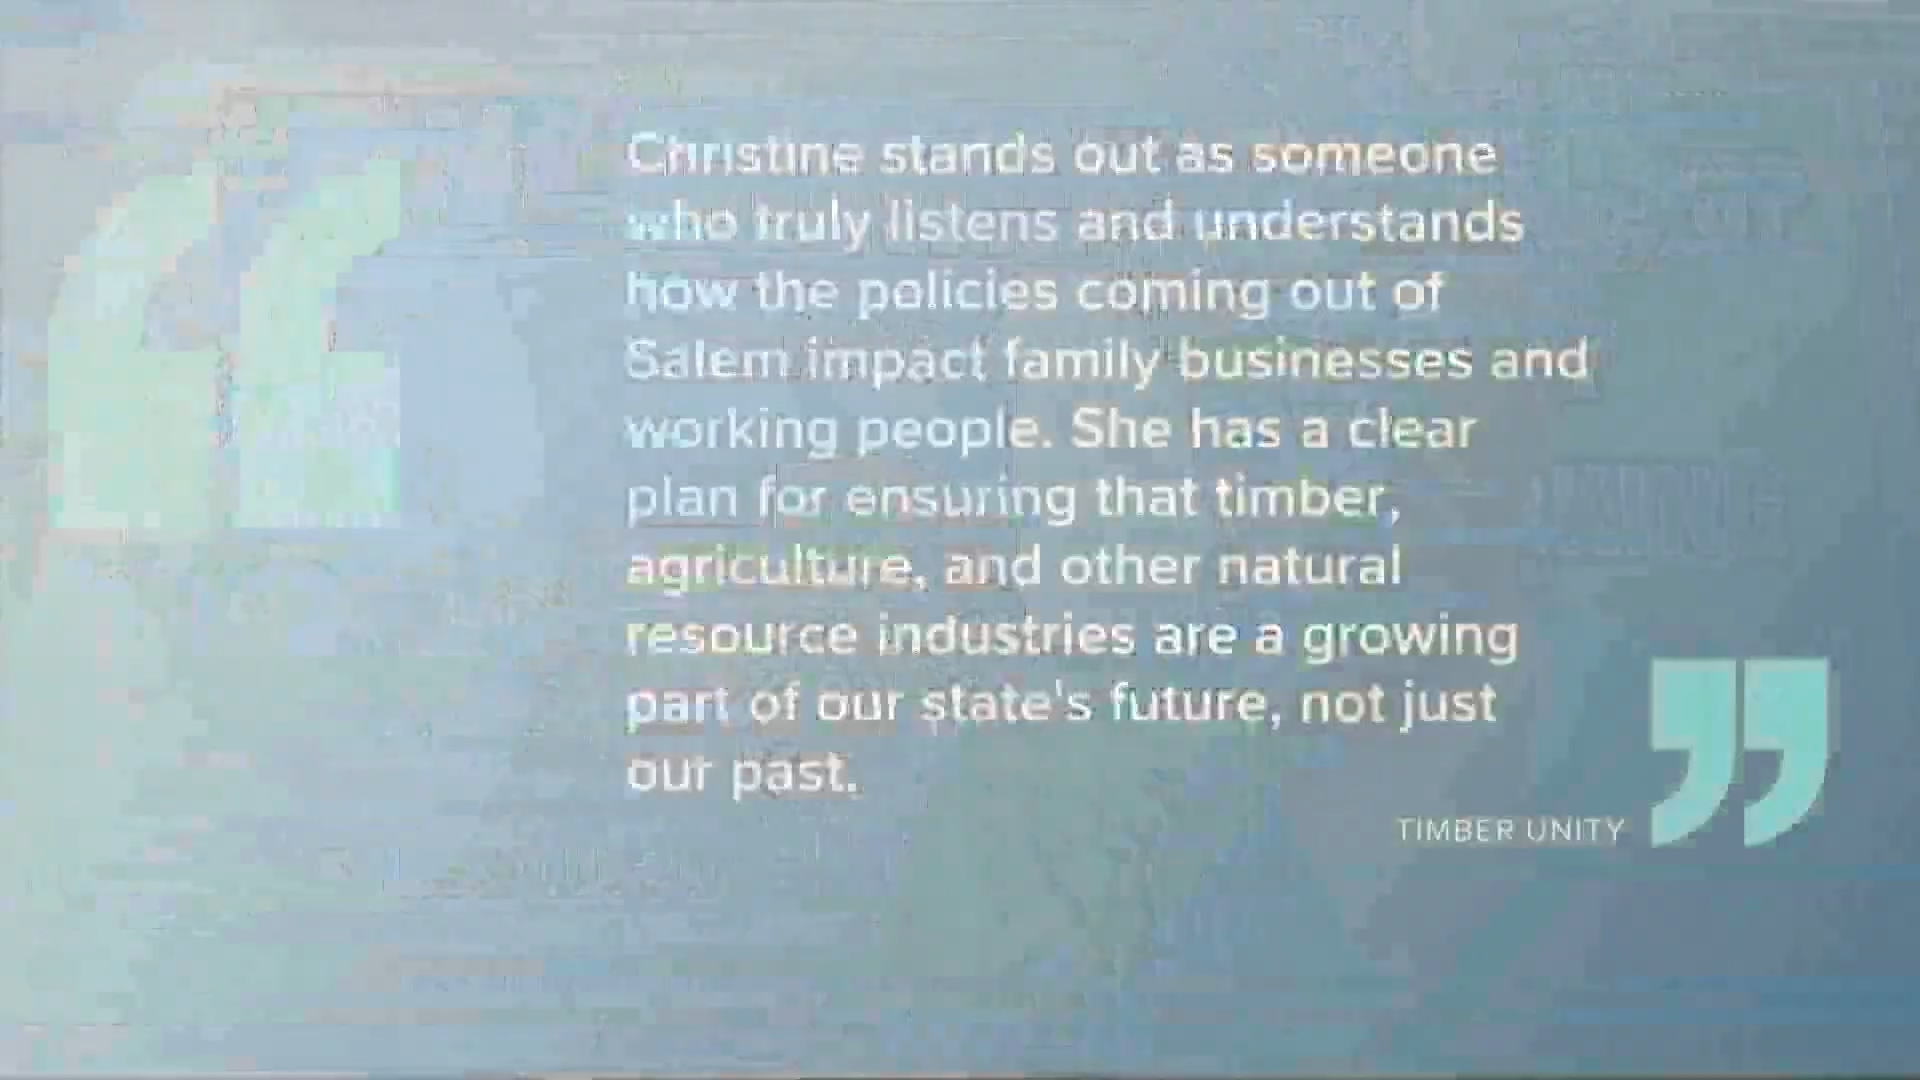 Christine stands out as someone
who truly listens and understands
how the policies coming out of
Salem impact family businesses and
working people. She has a clear
plan for ensuring that timber,
agriculture, and other natural
resource industries are a growing
part of our state's future, not just
our past.
TIMBER UNITY